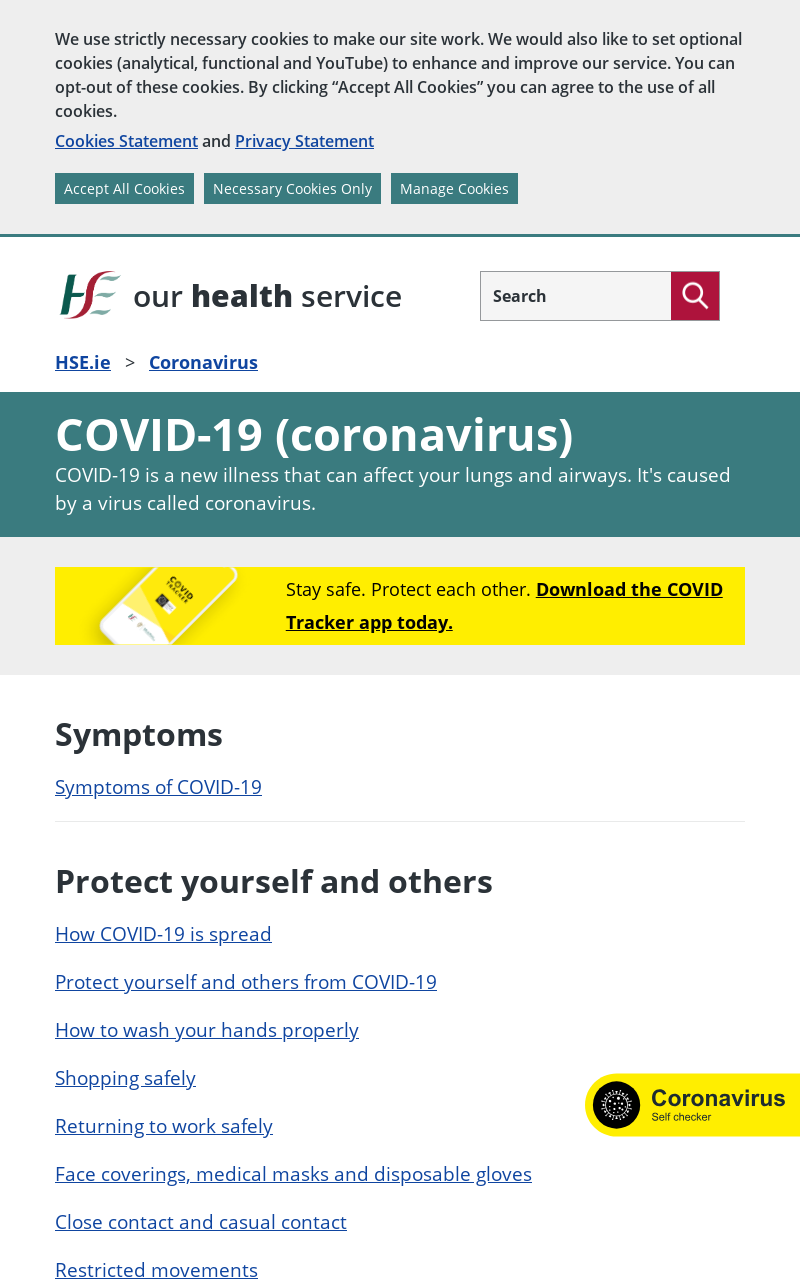 We use strictly necessary cookies to make our site work. We would also like to set optional
cookies (analytical, functional and YouTube) to enhance and improve our service. You can
opt-out of these cookies. By clicking “Accept All Cookies” you can agree to the use of all
cookies.
Cookies Statement and Privacy Statement
Accept All Cookies Necessary Cookies Only Manage Cookies
our health service
Search
HSE.ie > Coronavirus
COVID-19 (coronavirus)
COVID-19 is a new illness that can affect your lungs and airways. It's caused
by a virus called coronavirus.
COVID
TRACKER
Stay safe. Protect each other. Download the COVID
Tracker app today.
Symptoms
Symptoms of COVID-19
Protect yourself and others
How COVID-19 is spread
Protect yourself and others from COVID-19
How to wash your hands properly
Shopping safely
Coronavirus
Self checker
Returning to work safely
Face coverings, medical masks and disposable gloves
Close contact and casual contact
Restricted movements